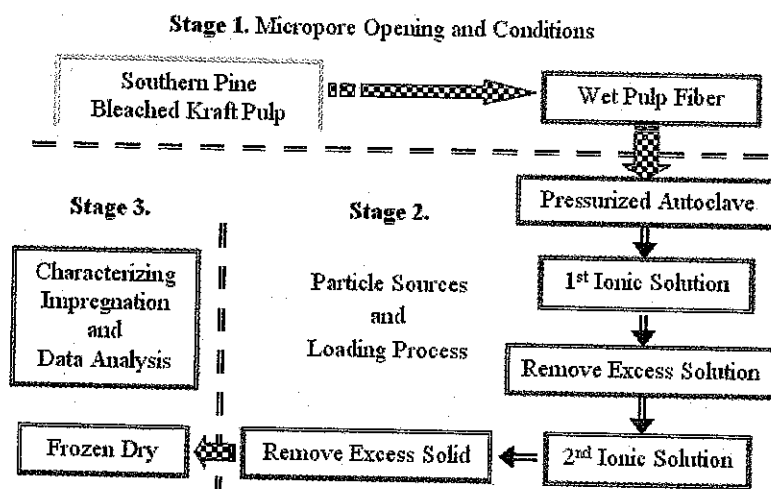 Stage 1. Micropore Opening and Conditions
Southern Pine
Bleached Kraft Pulp
Wet Pulp Fiber
Pressurized Autoclave
1st Ionic Solution
Remove Excess Solution
2nd Ionic Solution
Remove Excess Solid
Stage 2.
Particle Sources
and
Loading Process
Stage 3.
Characterizing
Impregnation
and
Data Analysis
Frozen Dry